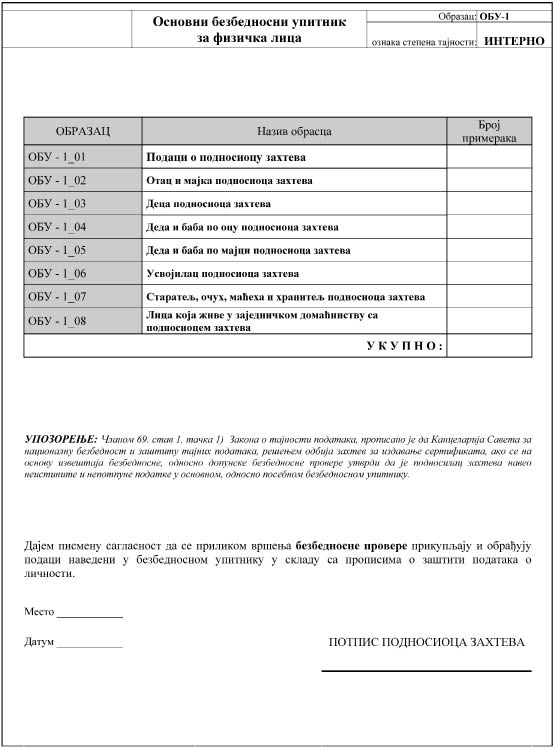 Основни безбедносни упитник
за физичка лица
Образац: ОБУ-1
ознака степена тајности: ИНТЕРНО
ОБРАЗАЦ Назив обрасца Број примерака
ОБУ - 1_01 Подаци о подносиоцу захтева
ОБУ - 1_02 Отац и мајка подносиоца захтева
ОБУ - 1_03 Деца подносиоца захтева
ОБУ - 1_04 Деда и баба по оцу подносиоца захтева
ОБУ - 1_05 Деда и баба по мајци подносиоца захтева
ОБУ - 1_06 Усвојилац подносиоца захтева
ОБУ - 1_07 Старатељ, очух, маћеха и хранитељ подносиоца захтева
ОБУ - 1_08 Лица која живе у заједничком домаћинству са
подносиоцем захтева
У К У П Н О :
УПОЗОРЕЊЕ: Чланом 69. став 1. тачка 1) Закона о тајности података, прописано је да Канцеларија Савета за
националну безбедност и заштиту тајних података, решењем одбија захтев за издавање сертификата, ако се на
основу извештаја безбедносне, односно допунске безбедносне провере утврди да је подносилац захтева навео
неистините и непотпуне податке у основном, односно посебном безбедносном упитнику.
Дајем писмену сагласност да се приликом вршења безбедносне провере прикупљају и обрађују
подаци наведени у безбедносном упитнику у складу са прописима о заштити података о
личности.
Место ____________
Датум ____________
ПОТПИС ПОДНОСИОЦА ЗАХТЕВА